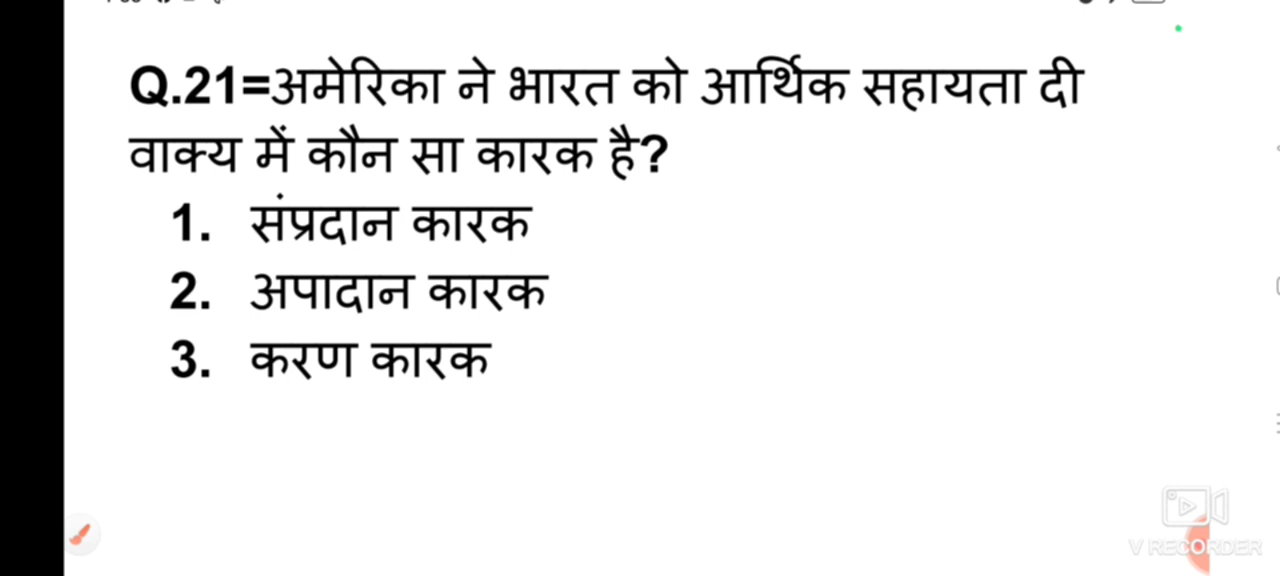 Q.21=अमेरिका ने भारत को आर्थिक सहायता दी
वाक्य में कौन सा कारक है?
1. संप्रदान कारक
2. अपादान कारक
3. करण कारक
V RECORDER